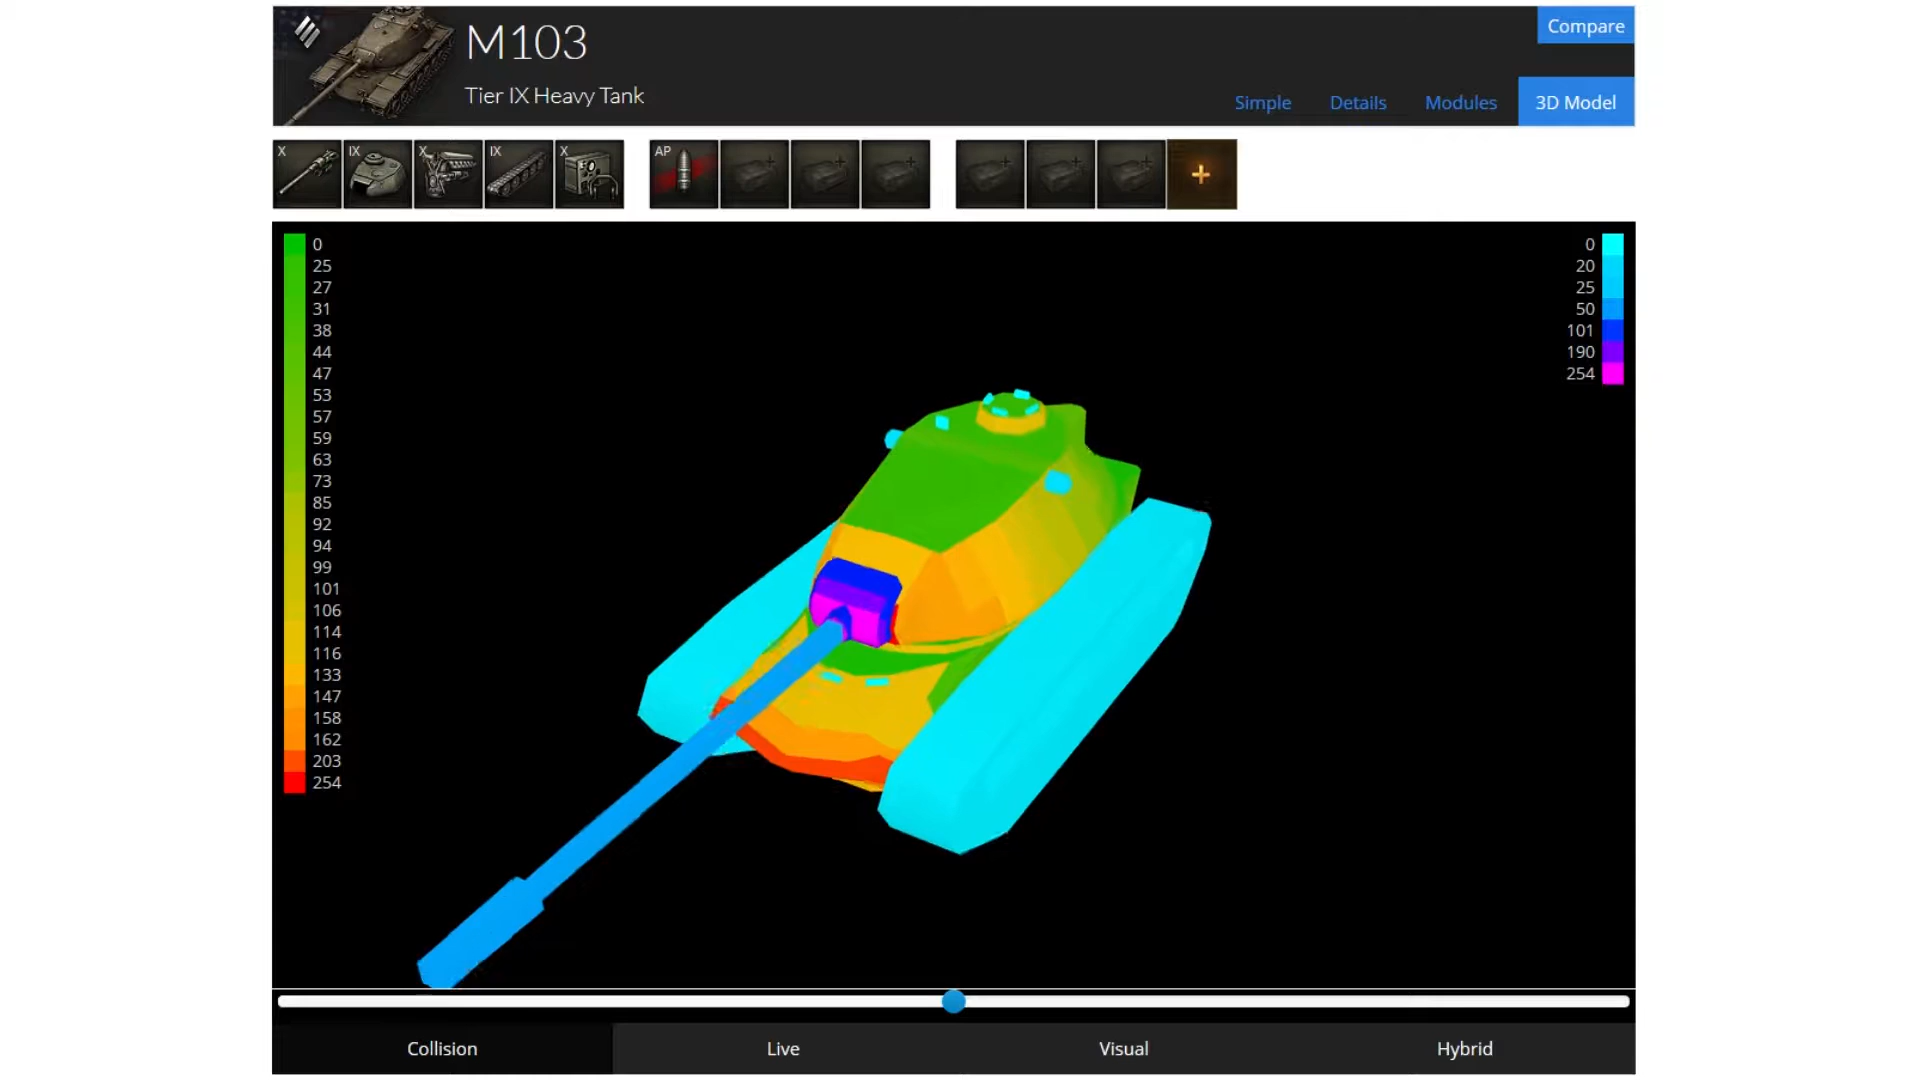 M103
Compare
Tier IX Heavy Tank
Simple
Details
Modules
3D Model
X
IX
X
IX
X
AP
0
25
27
31
38
44
47
53
57
59
63
73
85
92
94
99
101
106
114
116
133
147
158
162
203
254
0
20
25
50
101
190
254
Collision
Live
Visual
Hybrid